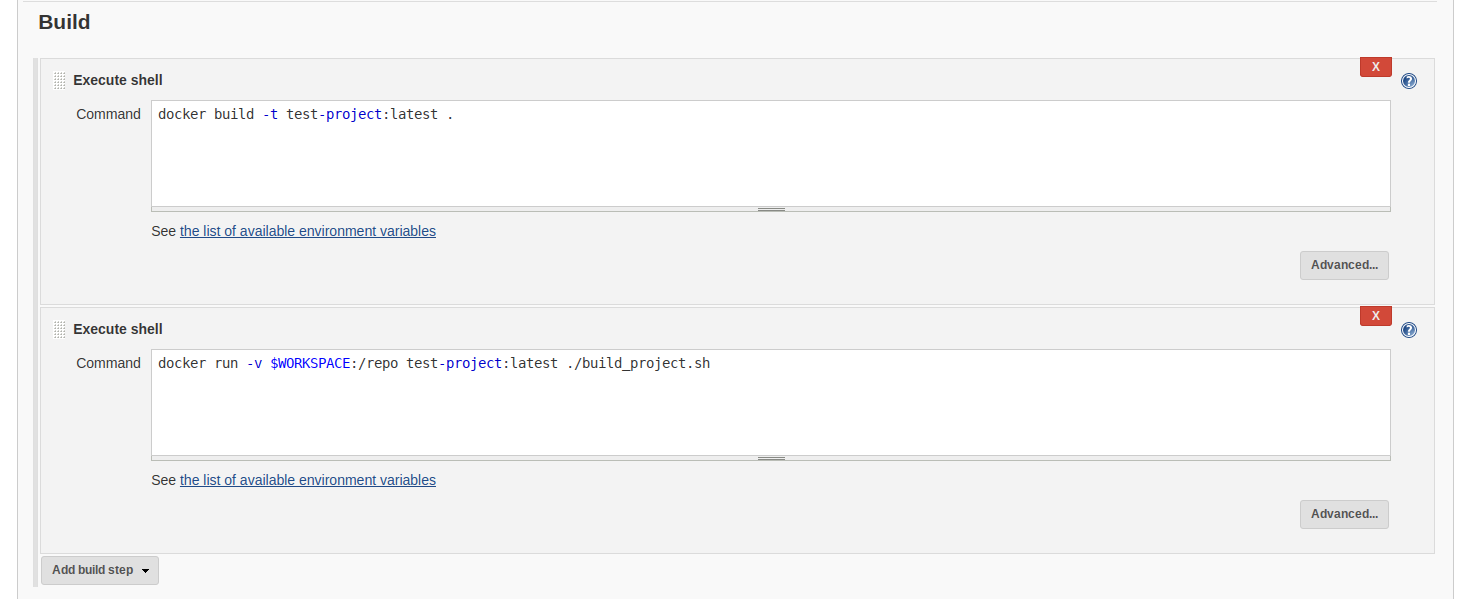 Build
Execute shell
X
?
Command
docker build -t test-project:latest .
See the list of available environment variables
Advanced...
Execute shell
X
?
Command
docker run -v $WORKSPACE:/repo test-project:latest ./build_project.sh
See the list of available environment variables
Advanced...
Add build step